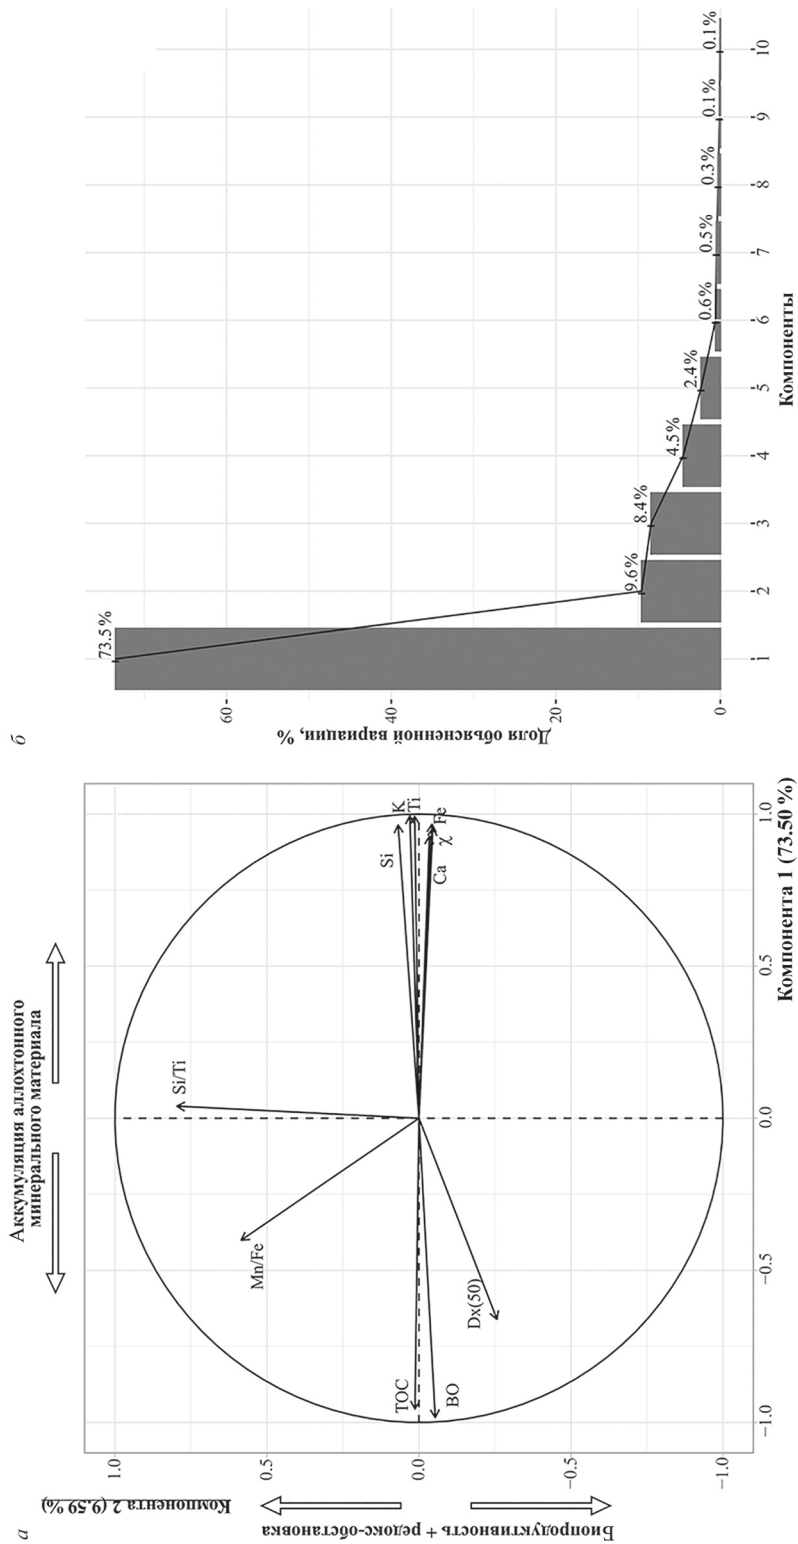 а
Аккумуляция аллохтонного
минерального материала
Компонента 2 (9.59 %)
Биопродуктивность + редокс-обстановка
1.0
0.5
0.0
−0.5
−1.0
Si/Ti
Mn/Fe
Si
K
Ti
Fe
χ
Ca
TOC
ВО
Dx(50)
−1.0
−0.5
0.0
0.5
1.0
Компонента 1 (73.50 %)
б
Доля объясненной вариации, %
60
40
20
0
73.5 %
9.6 %
8.4 %
4.5 %
2.4 %
0.6 %
0.5 %
0.3 %
0.1 %
0.1 %
1
2
3
4
5
6
7
8
9
10
Компоненты